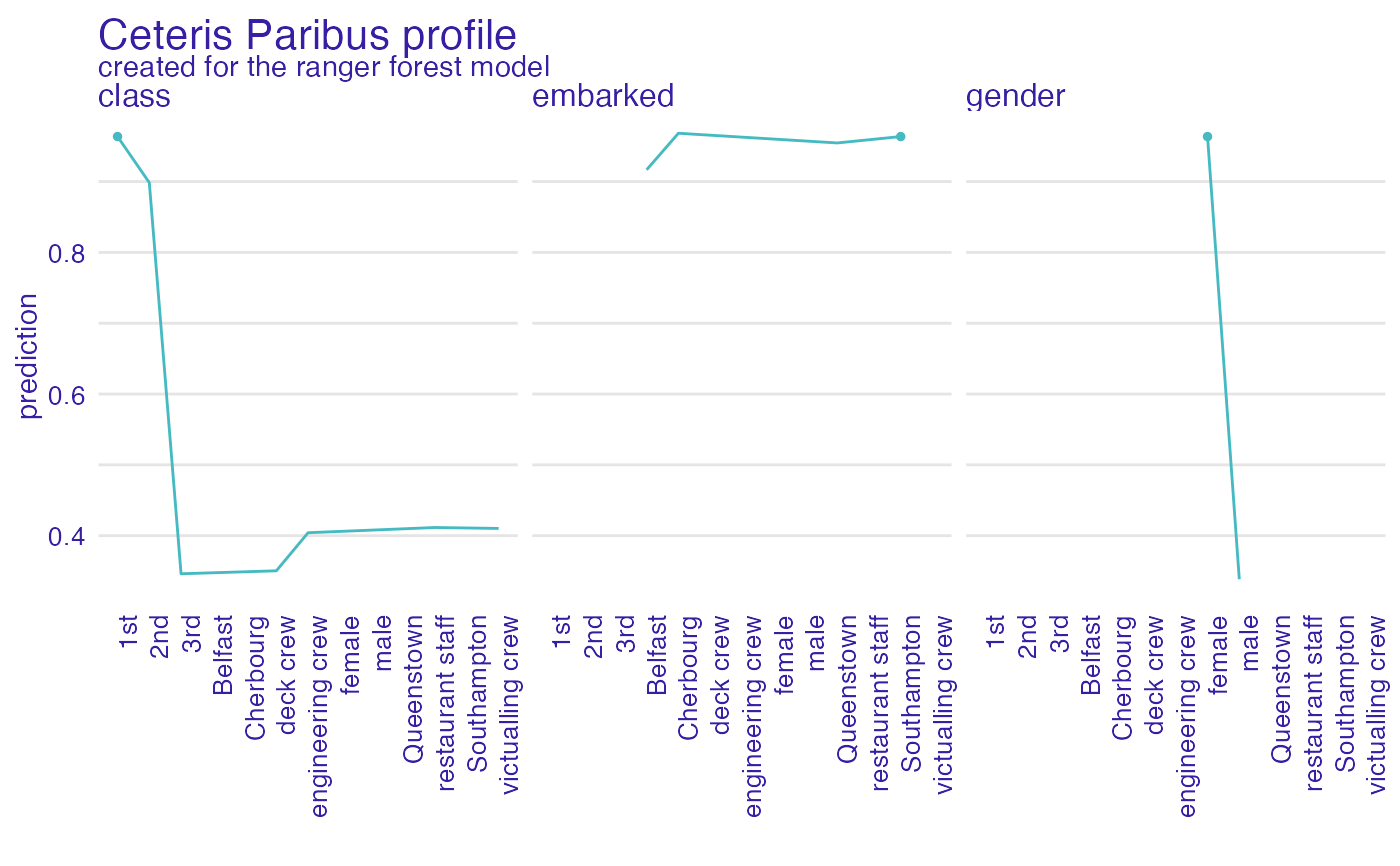 Ceteris Paribus profile
created for the ranger forest model
class
embarked
gender
prediction
0.8
0.6
0.4
1st
2nd
3rd
Belfast
Cherbourg
deck crew
engineering crew
female
male
Queenstown
restaurant staff
Southampton
victualling crew
1st
2nd
3rd
Belfast
Cherbourg
deck crew
engineering crew
female
male
Queenstown
restaurant staff
Southampton
victualling crew
1st
2nd
3rd
Belfast
Cherbourg
deck crew
engineering crew
female
male
Queenstown
restaurant staff
Southampton
victualling crew